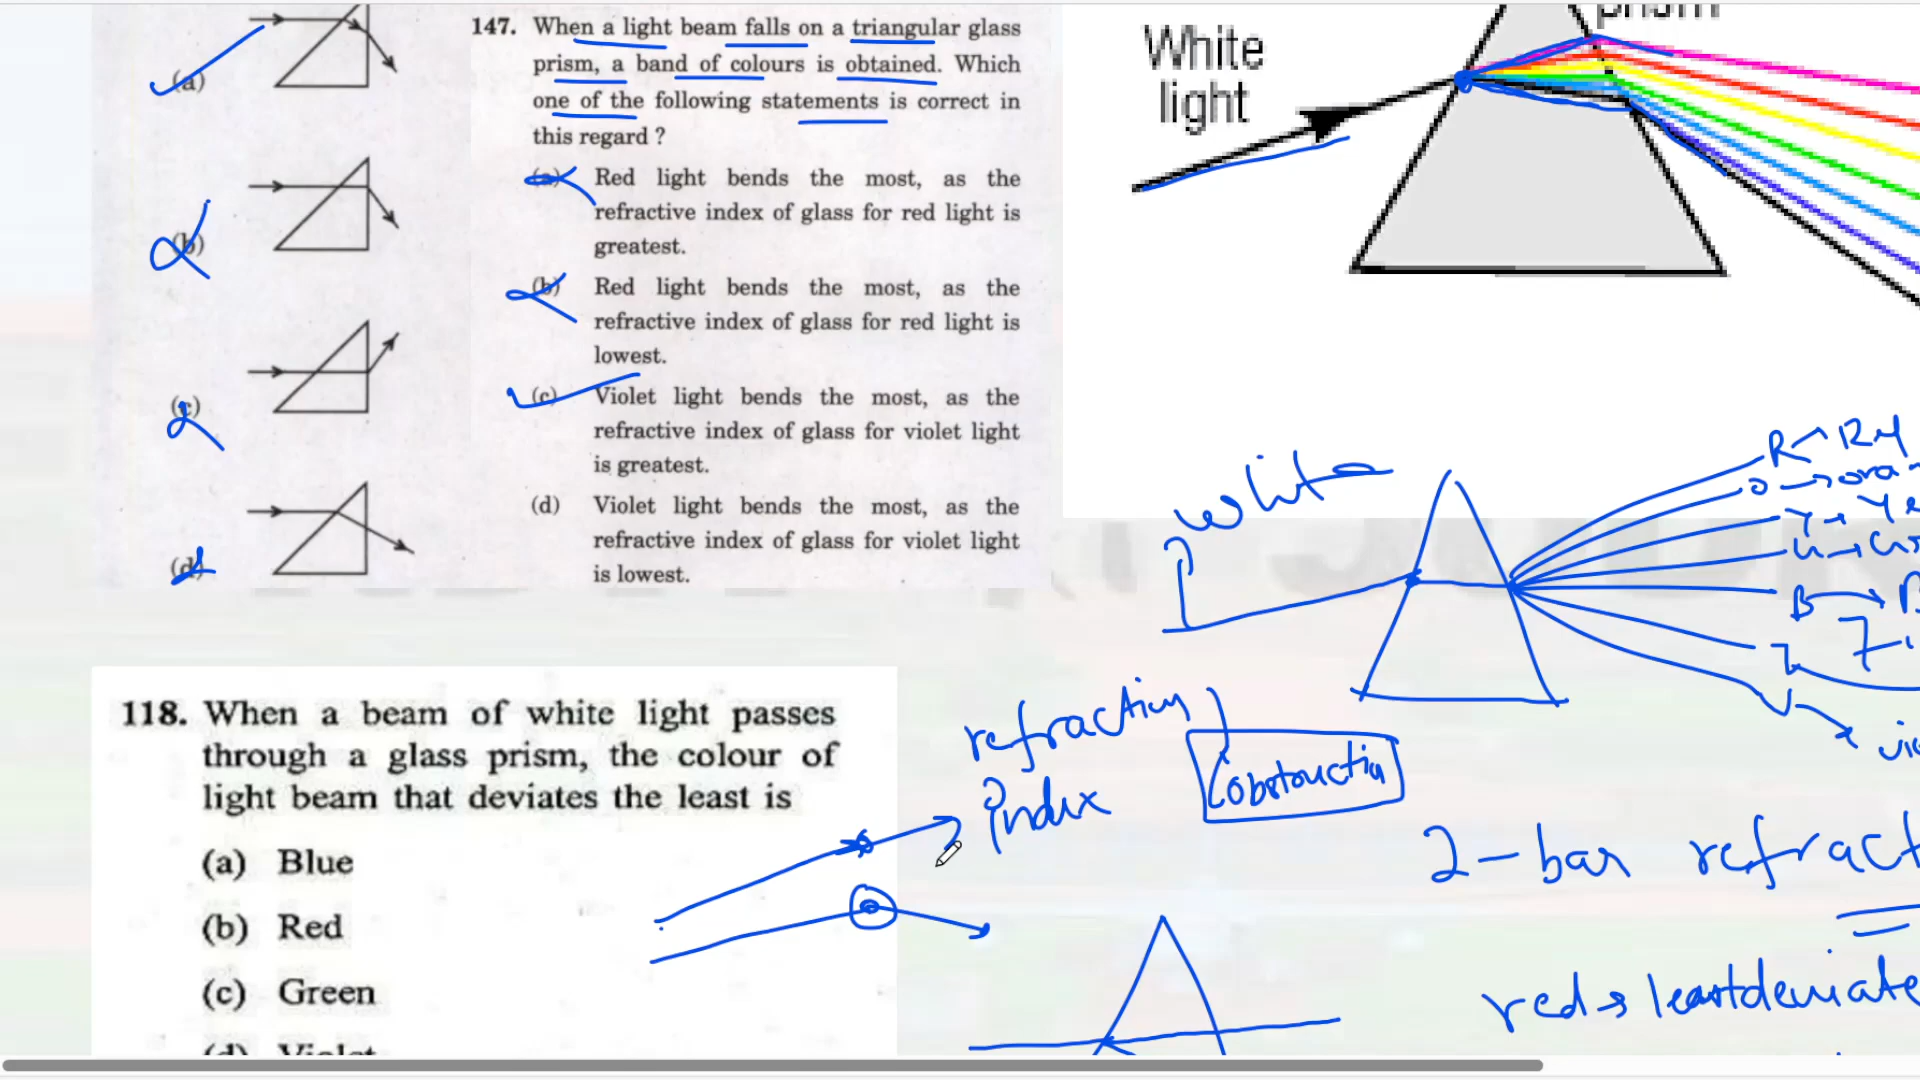 (a)
(b)
(c)
(d)
147. When a light beam falls on a triangular glass
prism, a band of colours is obtained. Which
one of the following statements is correct in
this regard ?
(a) Red light bends the most, as the
refractive index of glass for red light is
greatest.
(b) Red light bends the most, as the
refractive index of glass for red light is
lowest.
(c) Violet light bends the most, as the
refractive index of glass for violet light
is greatest.
(d) Violet light bends the most, as the
refractive index of glass for violet light
is lowest.
prism
White
light
White
R
O
Y
G
B
I
V
118. When a beam of white light passes
through a glass prism, the colour of
light beam that deviates the least is
(a) Blue
(b) Red
(c) Green
(d) Violet
refraction
index
2-bar refract
red → least deviate